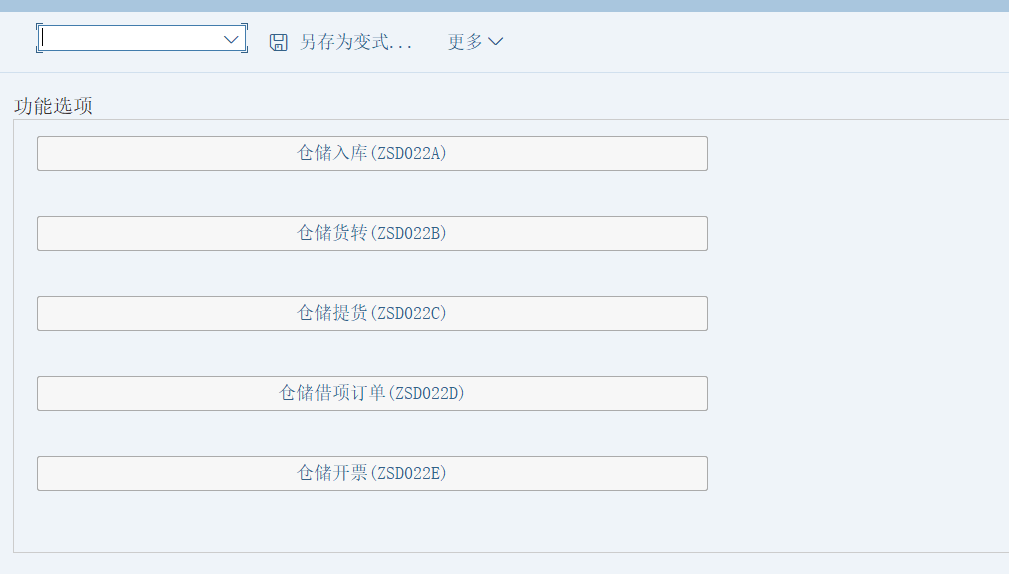 另存为变式... 更多
功能选项
仓储入库(ZSD022A)
仓储货转(ZSD022B)
仓储提货(ZSD022C)
仓储借项订单(ZSD022D)
仓储开票(ZSD022E)